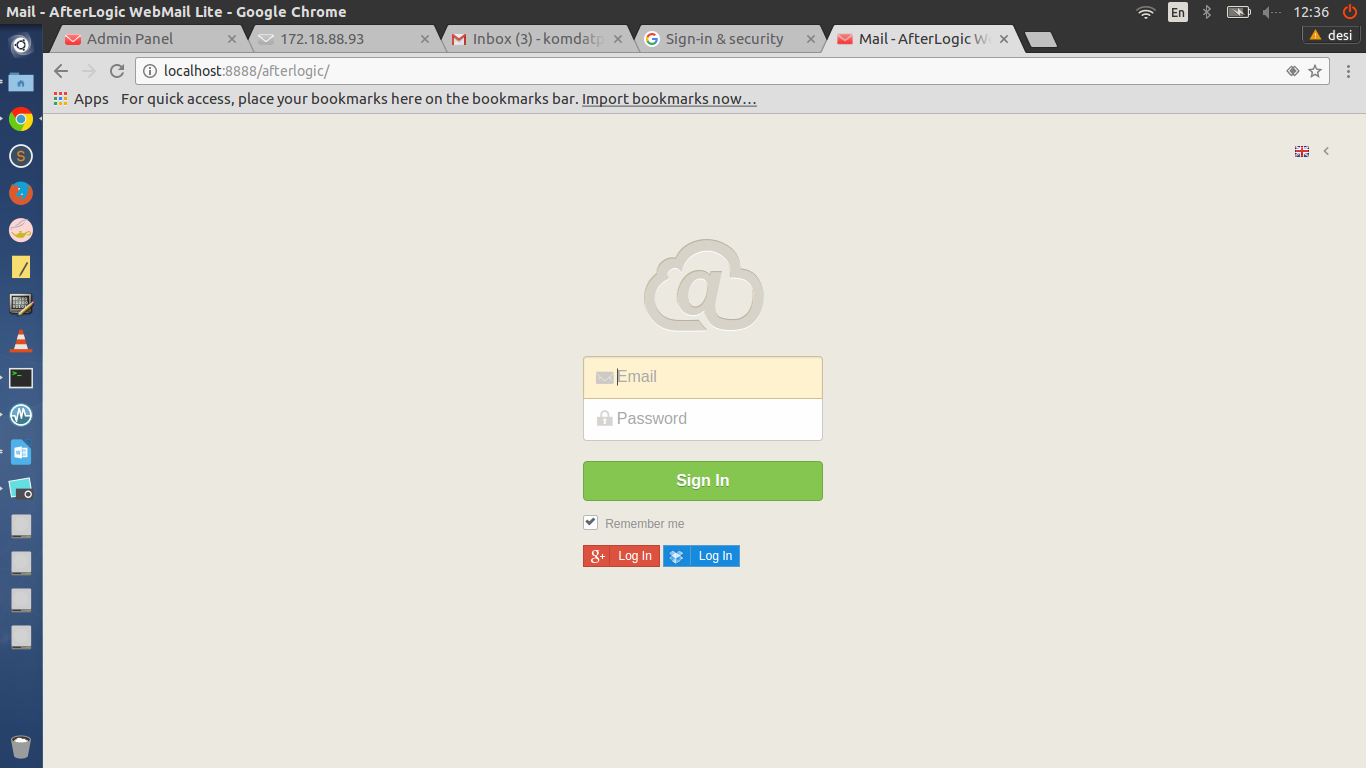 Mail - AfterLogic WebMail Lite - Google Chrome
En
12:36
Admin Panel
172.18.88.93
Inbox (3) - komdatp
Sign-in & security
Mail - AfterLogic W
desi
localhost:8888/afterlogic/
Apps
For quick access, place your bookmarks here on the bookmarks bar. Import bookmarks now…
@
Email
Password
Sign In
Remember me
g+ Log In
Log In